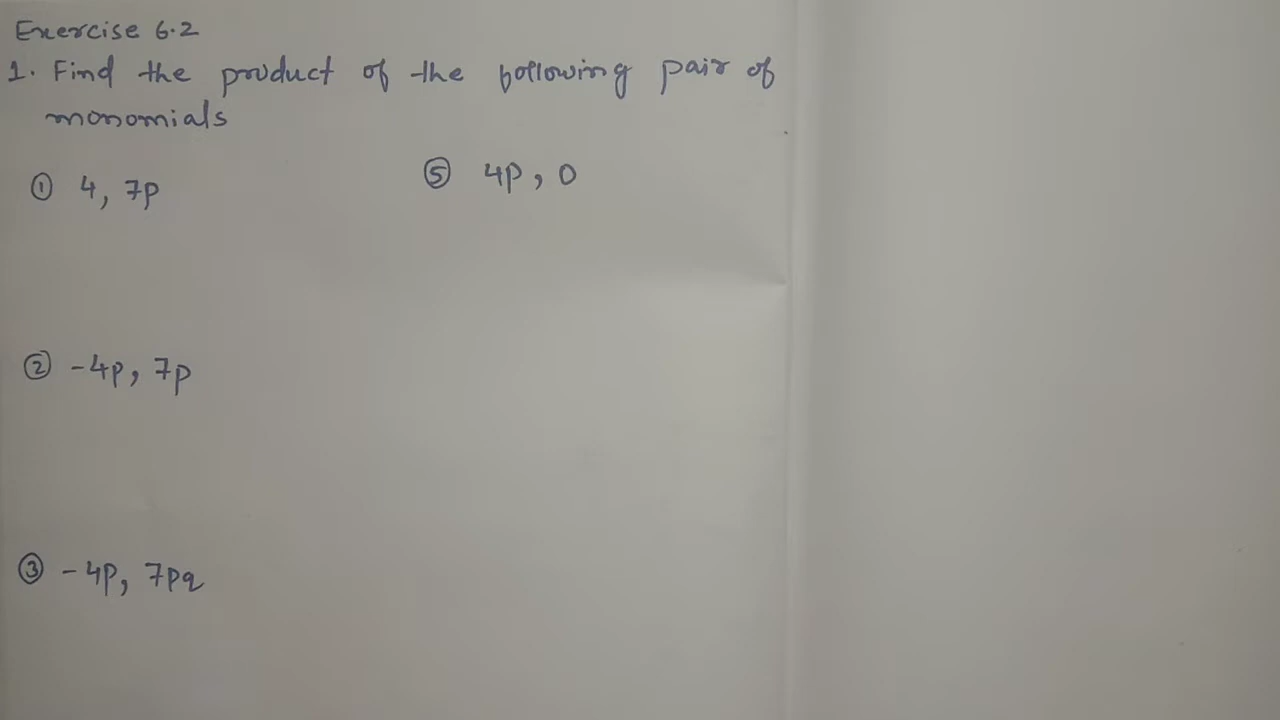 Exercise 6.2
1. Find the product of the following pair of
monomials
① 4, 7p
⑤ 4p, 0
② -4p, 7p
③ -4p, 7pq